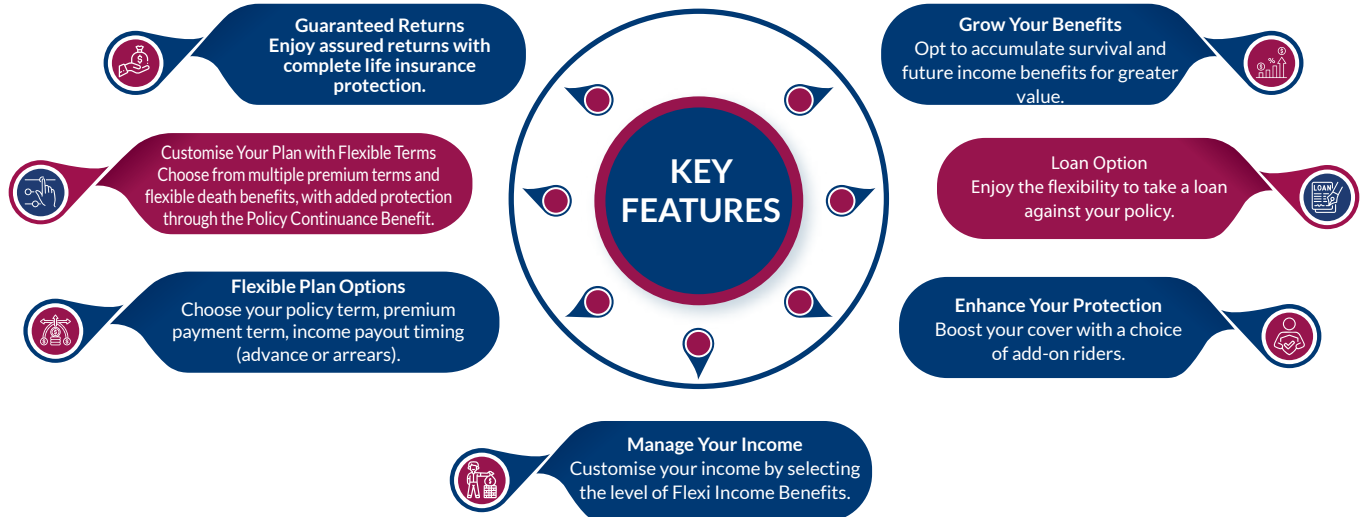 Guaranteed Returns
Enjoy assured returns with
complete life insurance
protection.
Customise Your Plan with Flexible Terms
Choose from multiple premium terms and
flexible death benefits, with added protection
through the Policy Continuance Benefit.
Flexible Plan Options
Choose your policy term, premium
payment term, income payout timing
(advance or arrears).
KEY
FEATURES
Grow Your Benefits
Opt to accumulate survival and
future income benefits for greater
value.
Loan Option
Enjoy the flexibility to take a loan
against your policy.
LOAN
Enhance Your Protection
Boost your cover with a choice
of add-on riders.
Manage Your Income
Customise your income by selecting
the level of Flexi Income Benefits.